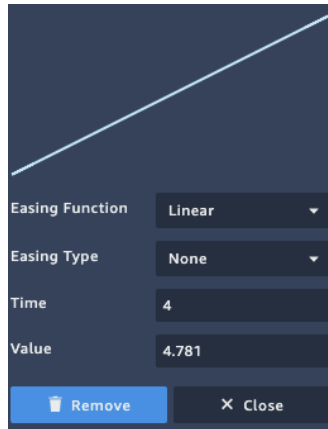 Easing Function Linear
Easing Type None
Time 4
Value 4.781
Remove × Close